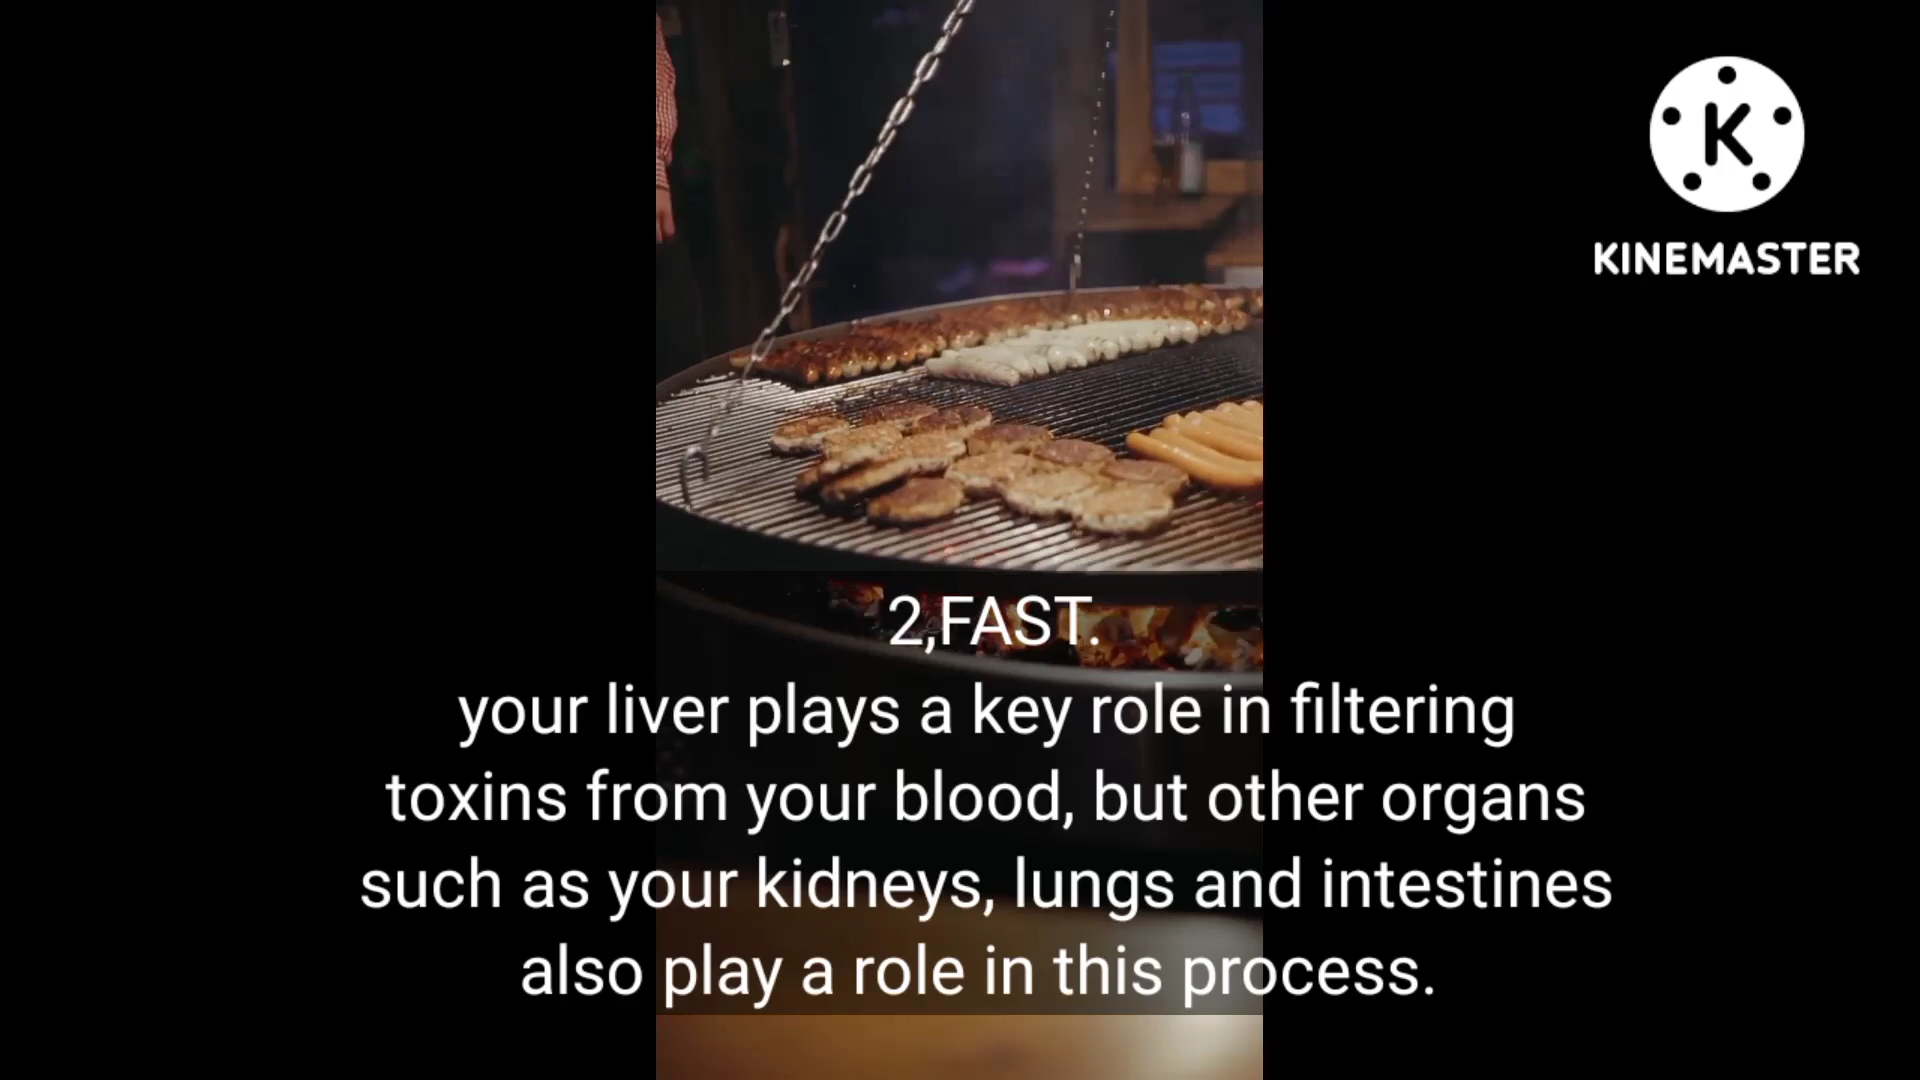 K
KINEMASTER
2,FAST.
your liver plays a key role in filtering
toxins from your blood, but other organs
such as your kidneys, lungs and intestines
also play a role in this process.